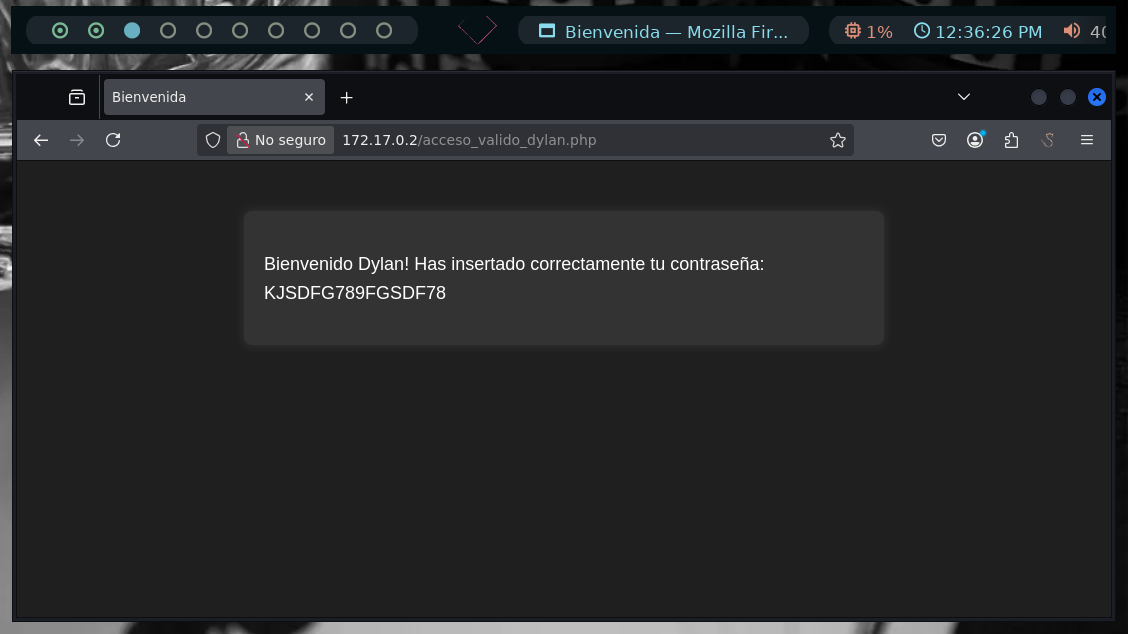 Bienvenida — Mozilla Fir...
1%
12:36:26 PM
40
Bienvenida
No seguro
172.17.0.2/acceso_valido_dylan.php
Bienvenido Dylan! Has insertado correctamente tu contraseña:
KJSDFG789FGSDF78